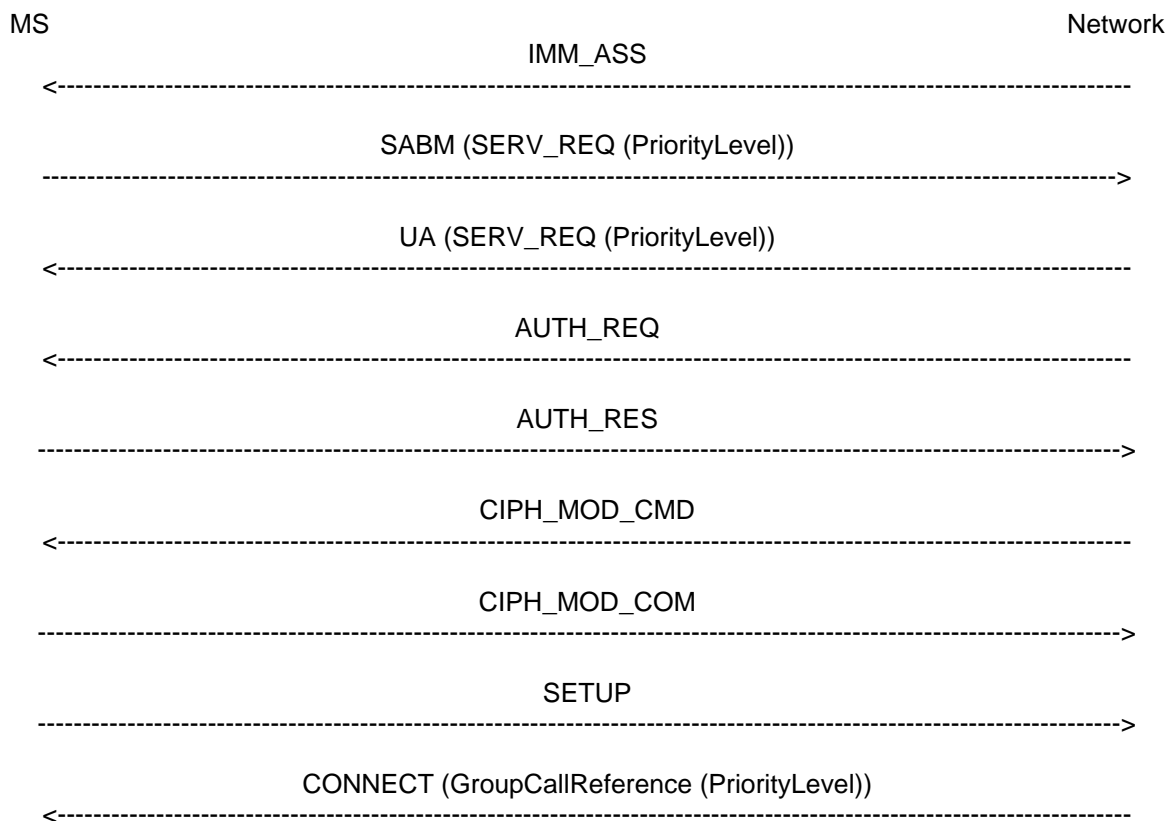 MS Network
IMM_ASS
<-----------------------------------------------------------------------------------------------------------------------
SABM (SERV_REQ (PriorityLevel))
----------------------------------------------------------------------------------------------------------------------->
UA (SERV_REQ (PriorityLevel))
<-----------------------------------------------------------------------------------------------------------------------
AUTH_REQ
<-----------------------------------------------------------------------------------------------------------------------
AUTH_RES
----------------------------------------------------------------------------------------------------------------------->
CIPH_MOD_CMD
<-----------------------------------------------------------------------------------------------------------------------
CIPH_MOD_COM
----------------------------------------------------------------------------------------------------------------------->
SETUP
----------------------------------------------------------------------------------------------------------------------->
CONNECT (GroupCallReference (PriorityLevel))
<-----------------------------------------------------------------------------------------------------------------------